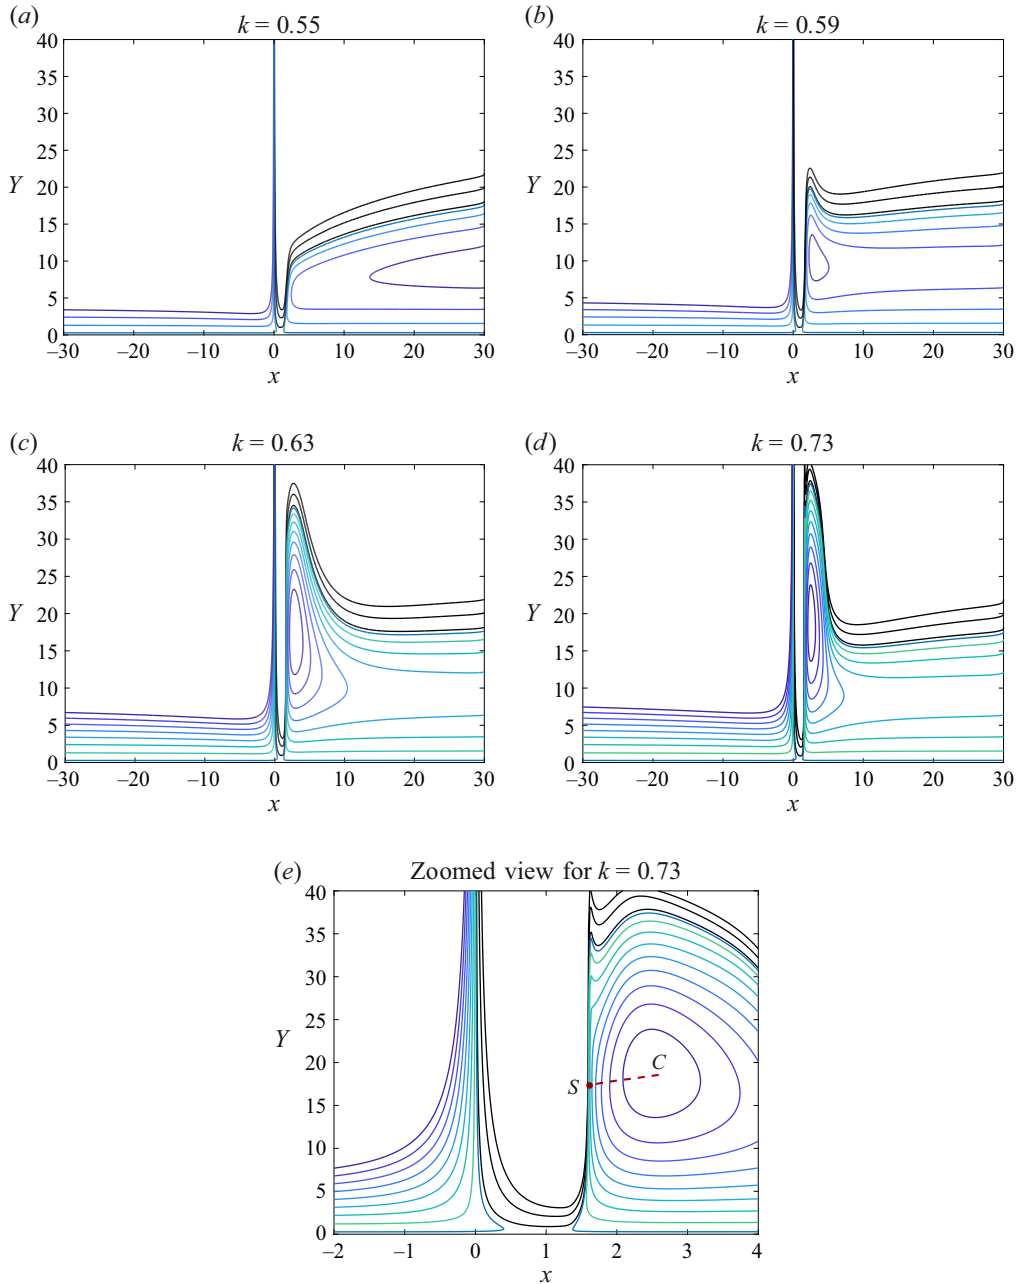 (a) k = 0.55
(b) k = 0.59
40 40
35 35
30 30
25 25
Y 20 Y 20
15 15
10 10
5 5
0 0
–30 –20 –10 0 10 20 30 –30 –20 –10 0 10 20 30
x x
(c) k = 0.63
(d) k = 0.73
40 40
35 35
30 30
25 25
Y 20 Y 20
15 15
10 10
5 5
0 0
–30 –20 –10 0 10 20 30 –30 –20 –10 0 10 20 30
x x
(e) Zoomed view for k = 0.73
40
35
30
25
Y
20
C
S
15
10
5
0
–2 –1 0 1 2 3 4
x